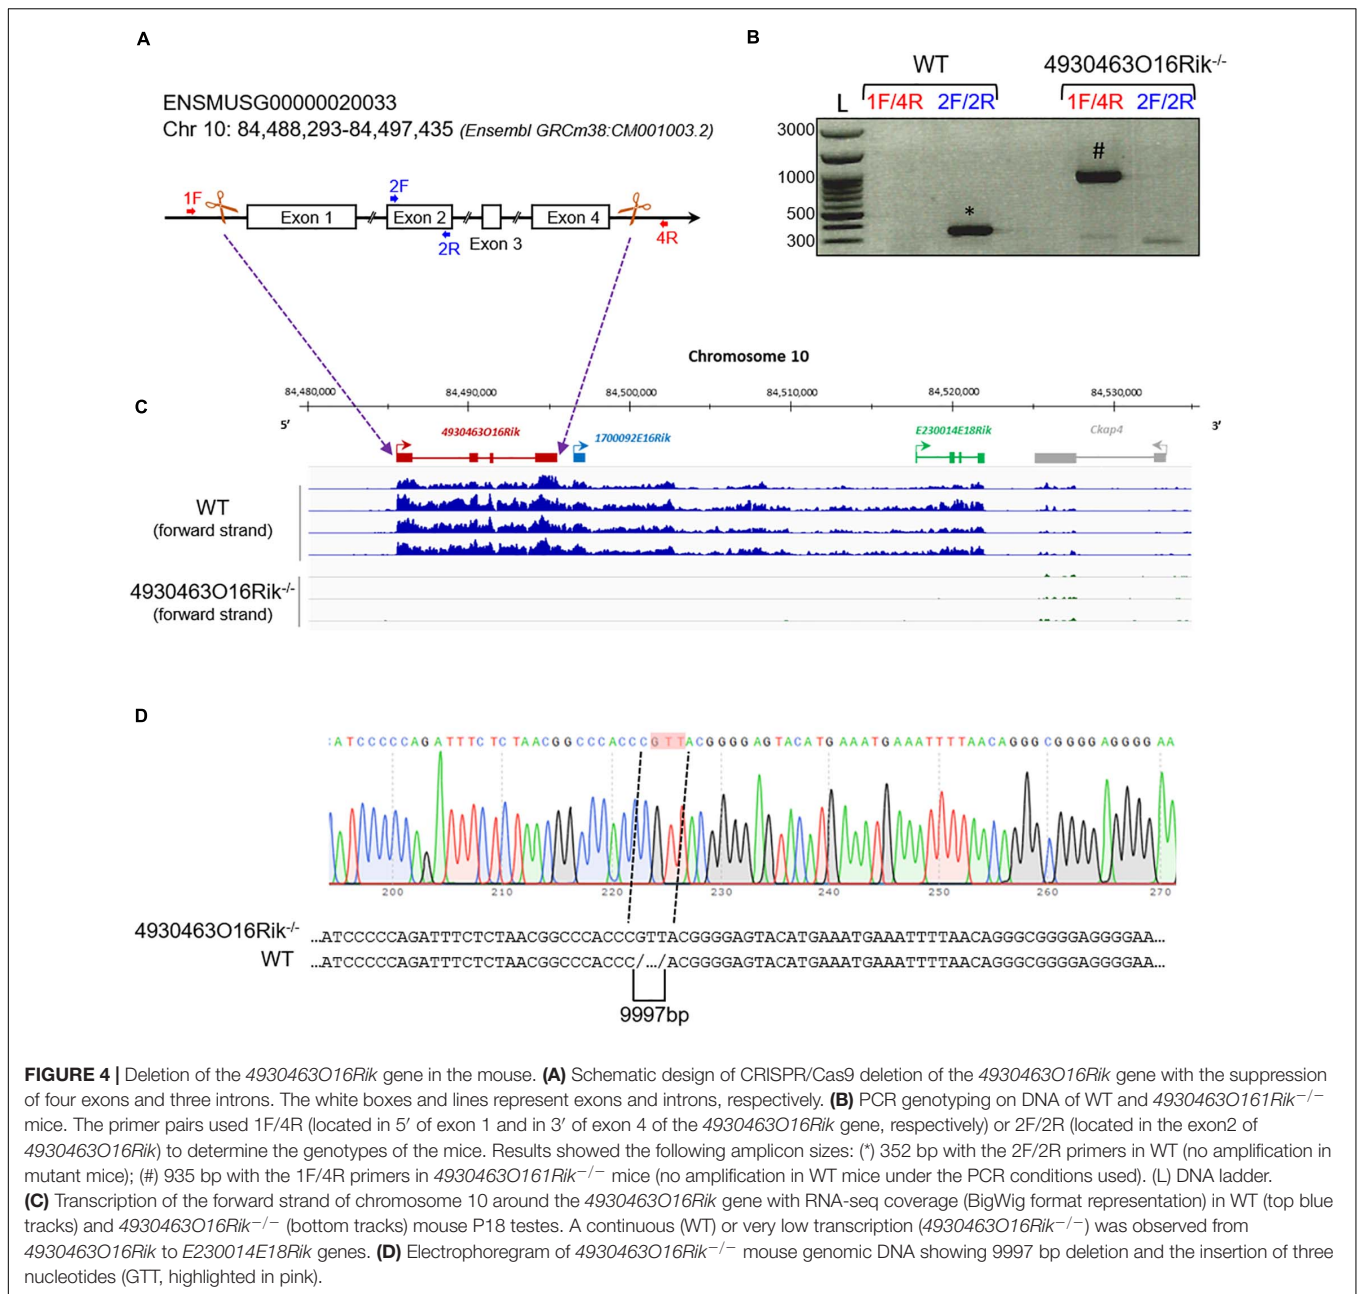 A
ENSMUSG00000020033
Chr 10: 84,488,293-84,497,435 (Ensembl GRCm38:CM001003.2)
1F
2F
Exon 1
Exon 2
Exon 4
2R
Exon 3
4R
B
WT
4930463O16Rik-/-
L
1F/4R
2F/2R
1F/4R
2F/2R
3000
1000
500
300
#
*
Chromosome 10
C
84,480,000
84,490,000
84,500,000
84,510,000
84,520,000
84,530,000
5'
3'
4930463O16Rik
1700092E16Rik
E230014E18Rik
Ckap4
WT
(forward strand)
4930463O16Rik-/-
(forward strand)
D
:ATCCCCCAGATTTCTCTAACGGCCCACCCGTTACGGGGAGTACATGAAATGAAATTTTAACAGGGCGGGGAGGGGAA
200
210
220
230
240
250
260
270
4930463O16Rik-/- ...ATCCCCCAGATTTCTCTAACGGCCCACCCGTTACGGGGAGTACATGAAATGAAATTTTAACAGGGCGGGGAGGGGAA...
WT ...ATCCCCCAGATTTCTCTAACGGCCCACCC/.../ACGGGGAGTACATGAAATGAAATTTTAACAGGGCGGGGAGGGGAA...
9997bp
FIGURE 4 | Deletion of the 4930463O16Rik gene in the mouse. (A) Schematic design of CRISPR/Cas9 deletion of the 4930463O16Rik gene with the suppression
of four exons and three introns. The white boxes and lines represent exons and introns, respectively. (B) PCR genotyping on DNA of WT and 4930463O161Rik−/−
mice. The primer pairs used 1F/4R (located in 5′ of exon 1 and in 3′ of exon 4 of the 4930463O16Rik gene, respectively) or 2F/2R (located in the exon2 of
4930463O16Rik) to determine the genotypes of the mice. Results showed the following amplicon sizes: (*) 352 bp with the 2F/2R primers in WT (no amplification in
mutant mice); (#) 935 bp with the 1F/4R primers in 4930463O161Rik−/− mice (no amplification in WT mice under the PCR conditions used). (L) DNA ladder.
(C) Transcription of the forward strand of chromosome 10 around the 4930463O16Rik gene with RNA-seq coverage (BigWig format representation) in WT (top blue
tracks) and 4930463O16Rik−/− (bottom tracks) mouse P18 testes. A continuous (WT) or very low transcription (4930463O16Rik−/−) was observed from
4930463O16Rik to E230014E18Rik genes. (D) Electrophoregram of 4930463O16Rik−/− mouse genomic DNA showing 9997 bp deletion and the insertion of three
nucleotides (GTT, highlighted in pink).